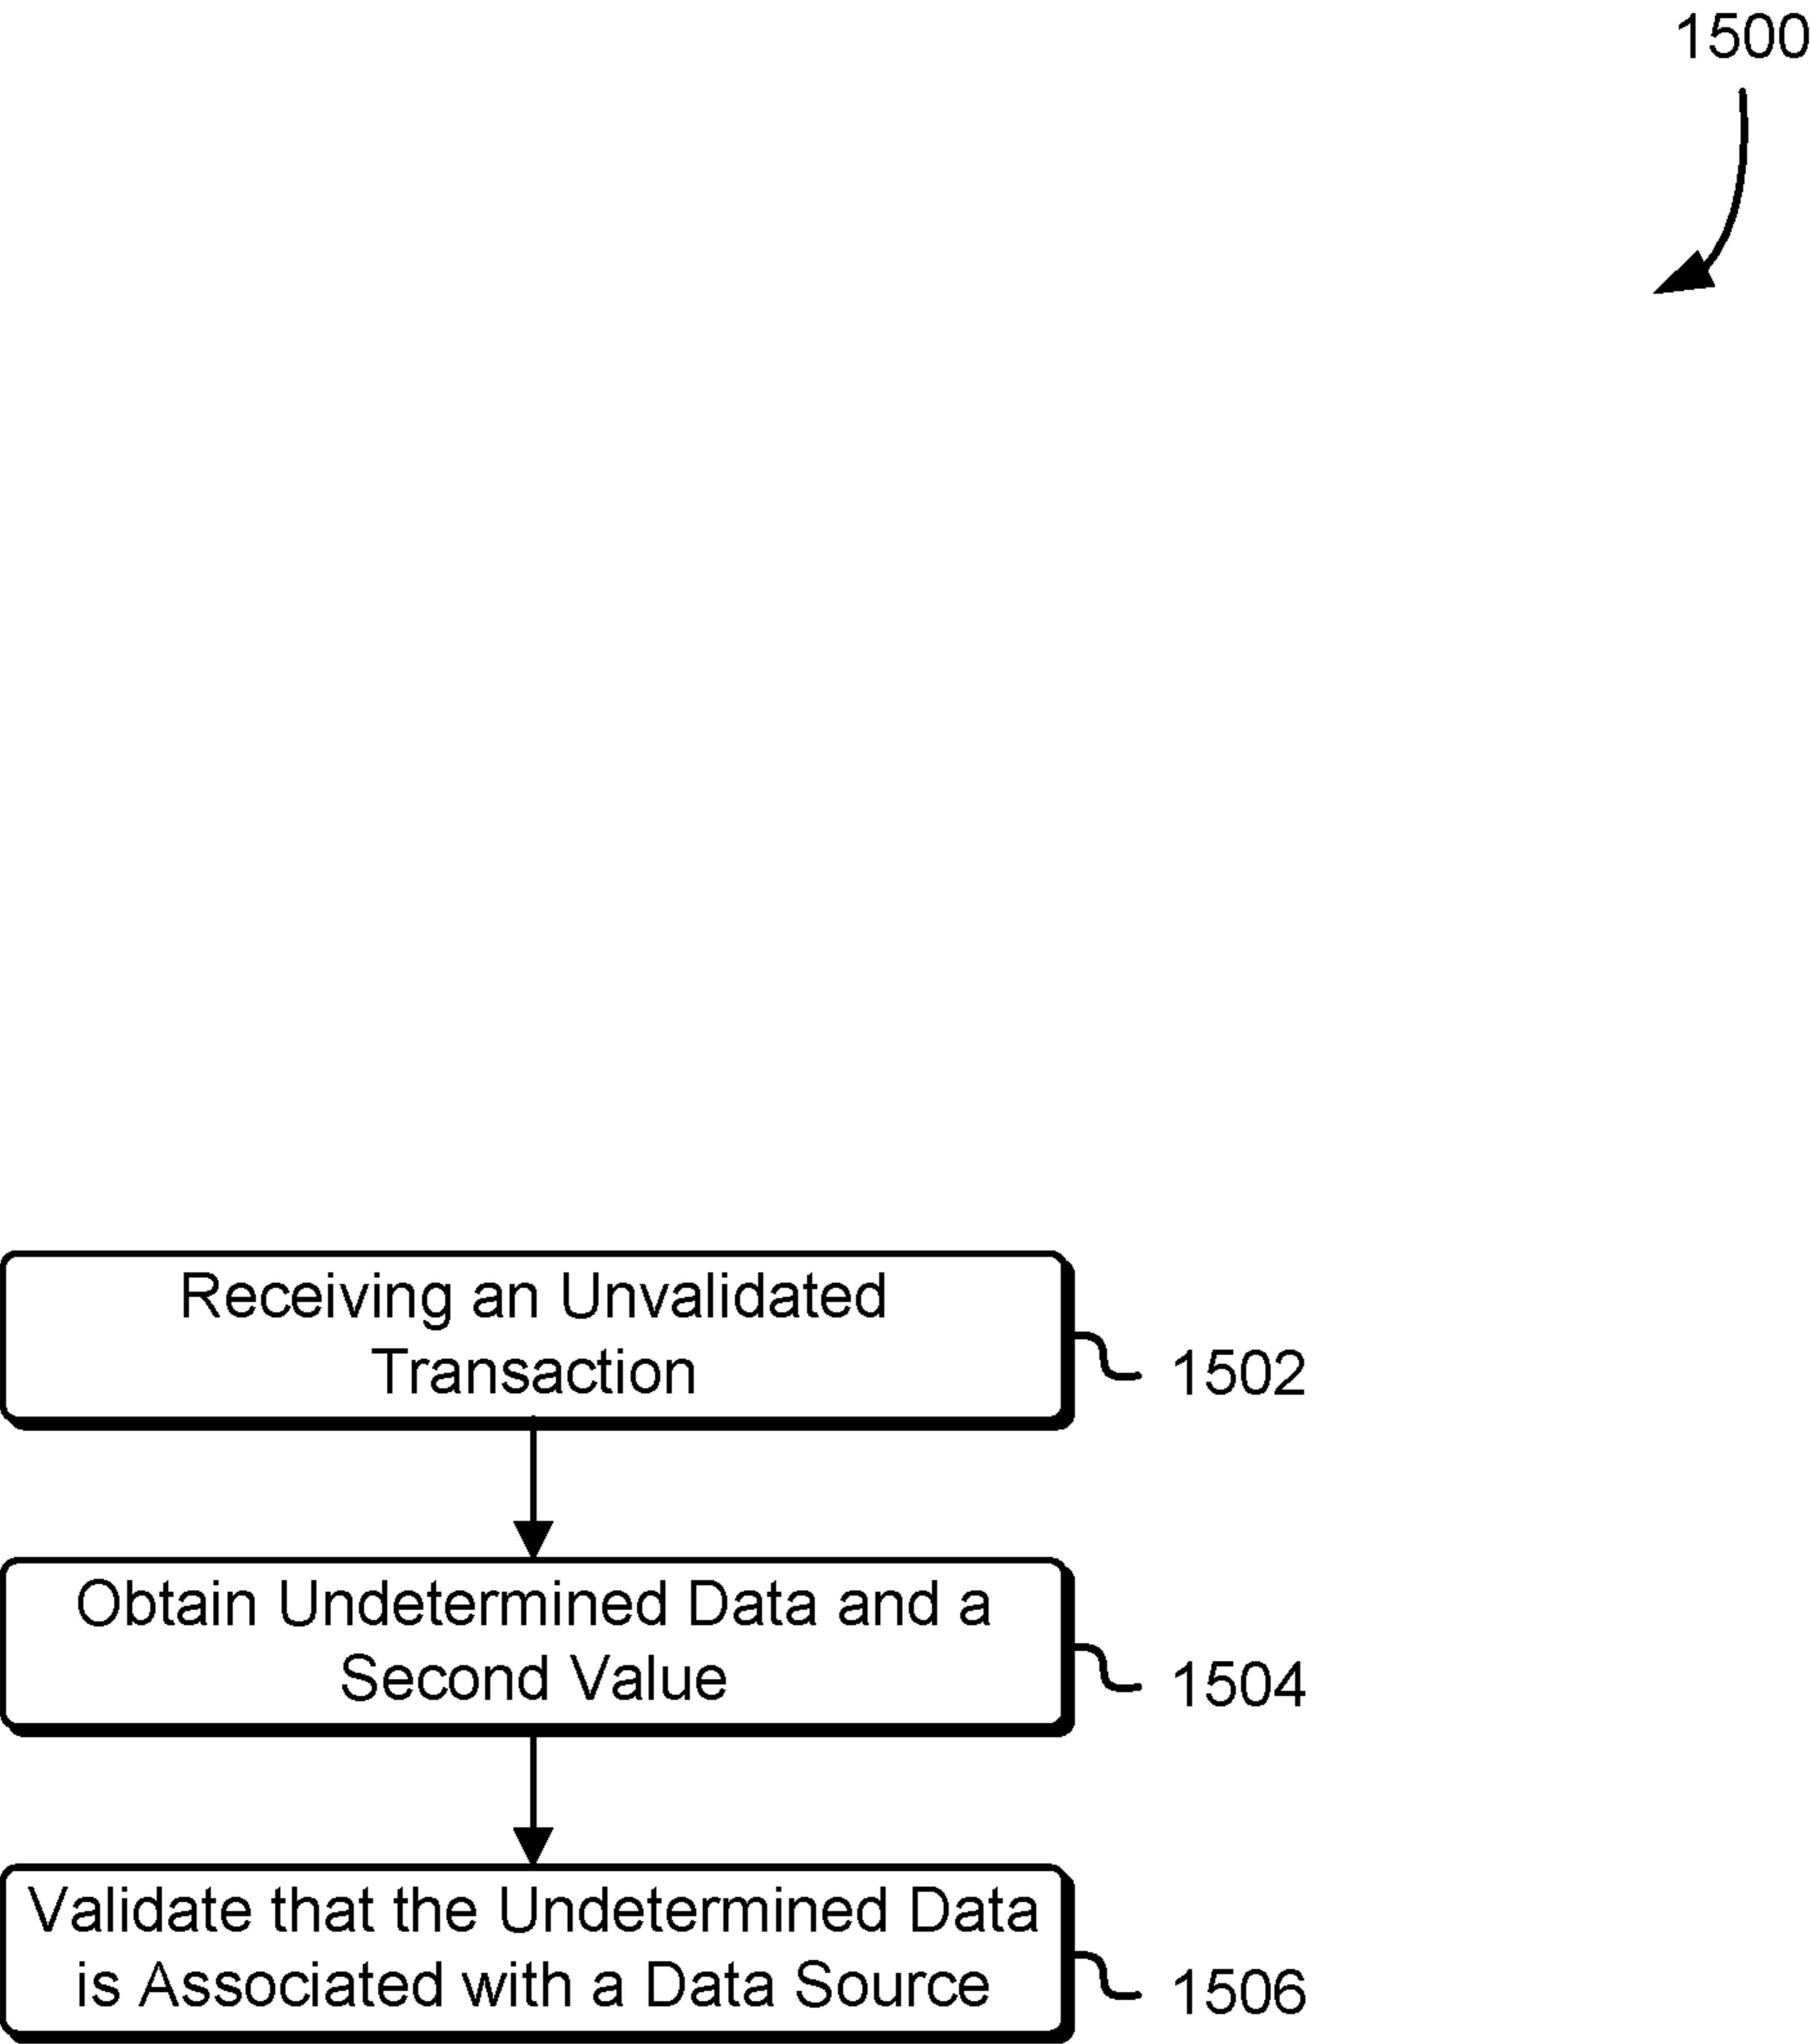 1500
Receiving an Unvalidated
Transaction
1502
Obtain Undetermined Data and a
Second Value
1504
Validate that the Undetermined Data
is Associated with a Data Source
1506